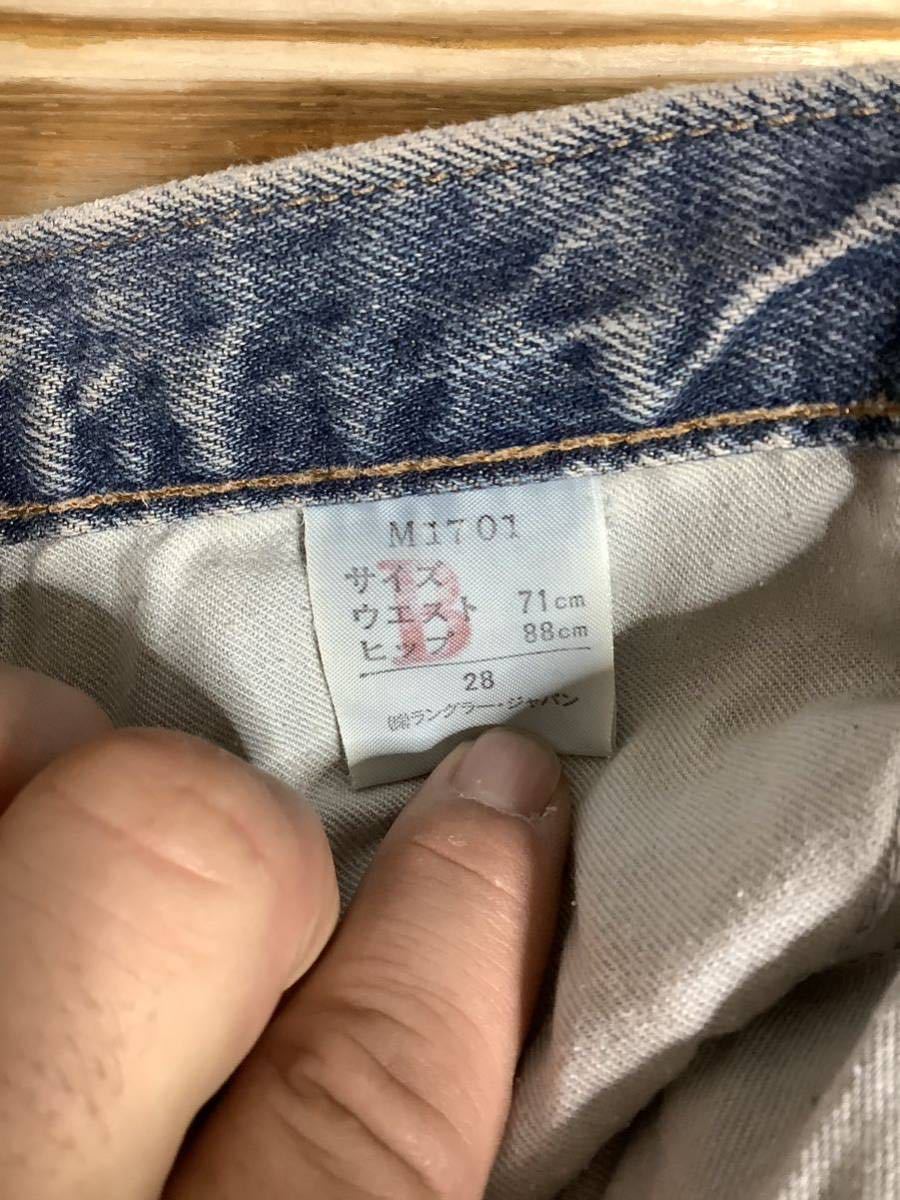 M1701
B
サイズ
ウエスト 71cm
ヒップ 88cm
28
㈱ラングラー・ジャパン